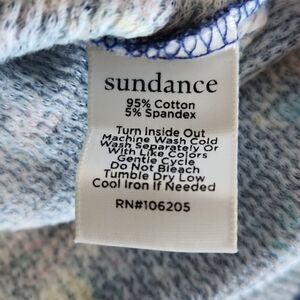 sundance
95% Cotton
5% Spandex
Turn Inside Out
Machine Wash Cold
Wash Separately Or
With Like Colors
Gentle Cycle
Do Not Bleach
Tumble Dry Low
Cool Iron If Needed
RN#106205